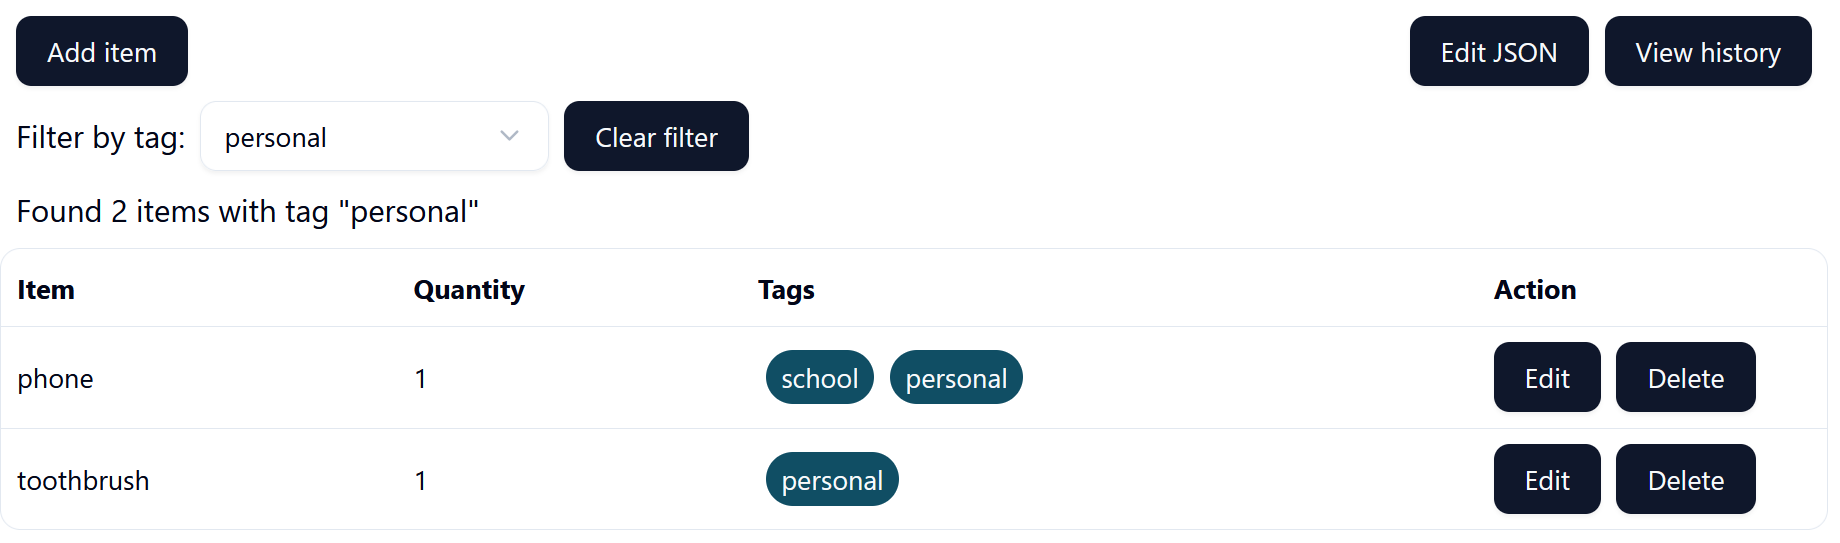 Add item Edit JSON View history
Filter by tag: personal Clear filter
Found 2 items with tag "personal"
Item Quantity Tags Action
phone 1 school personal Edit Delete
toothbrush 1 personal Edit Delete